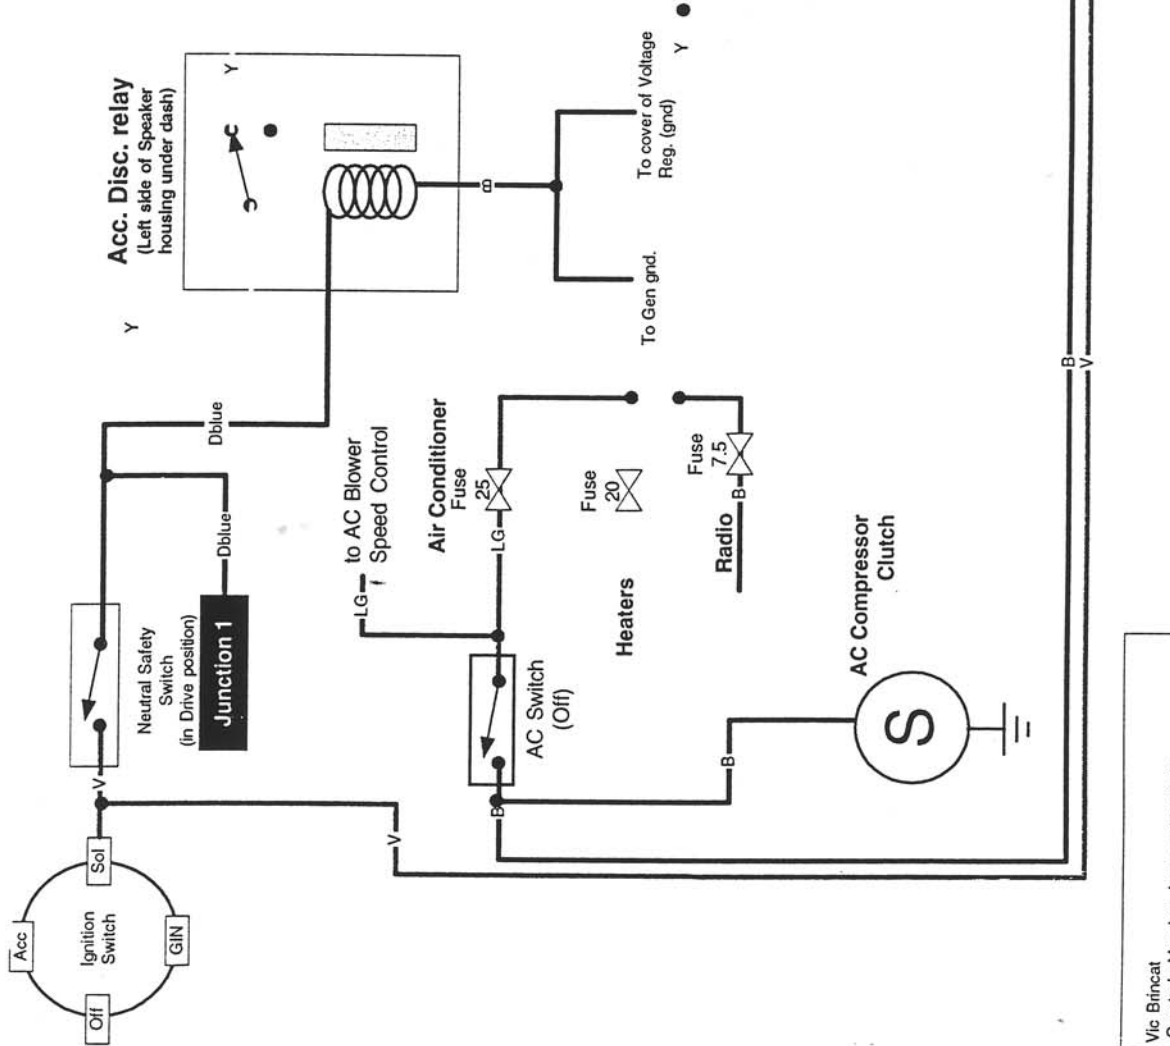 Acc
Ignition
Switch
Off
Sol
GIN
V
Neutral Safety
Switch
(in Drive position)
Junction 1
Dblue
Dblue
Y
Acc. Disc. relay
(Left side of Speaker
housing under dash)
Y
B
To cover of Voltage
Reg. (gnd)
Y
To Gen gnd.
V
LG
to AC Blower
Speed Control
Air Conditioner
Fuse
25
LG
AC Switch
(Off)
B
Fuse
20
Heaters
Fuse
7.5
B
Radio
B
AC Compressor
Clutch
S
B
V
Vic Brincat